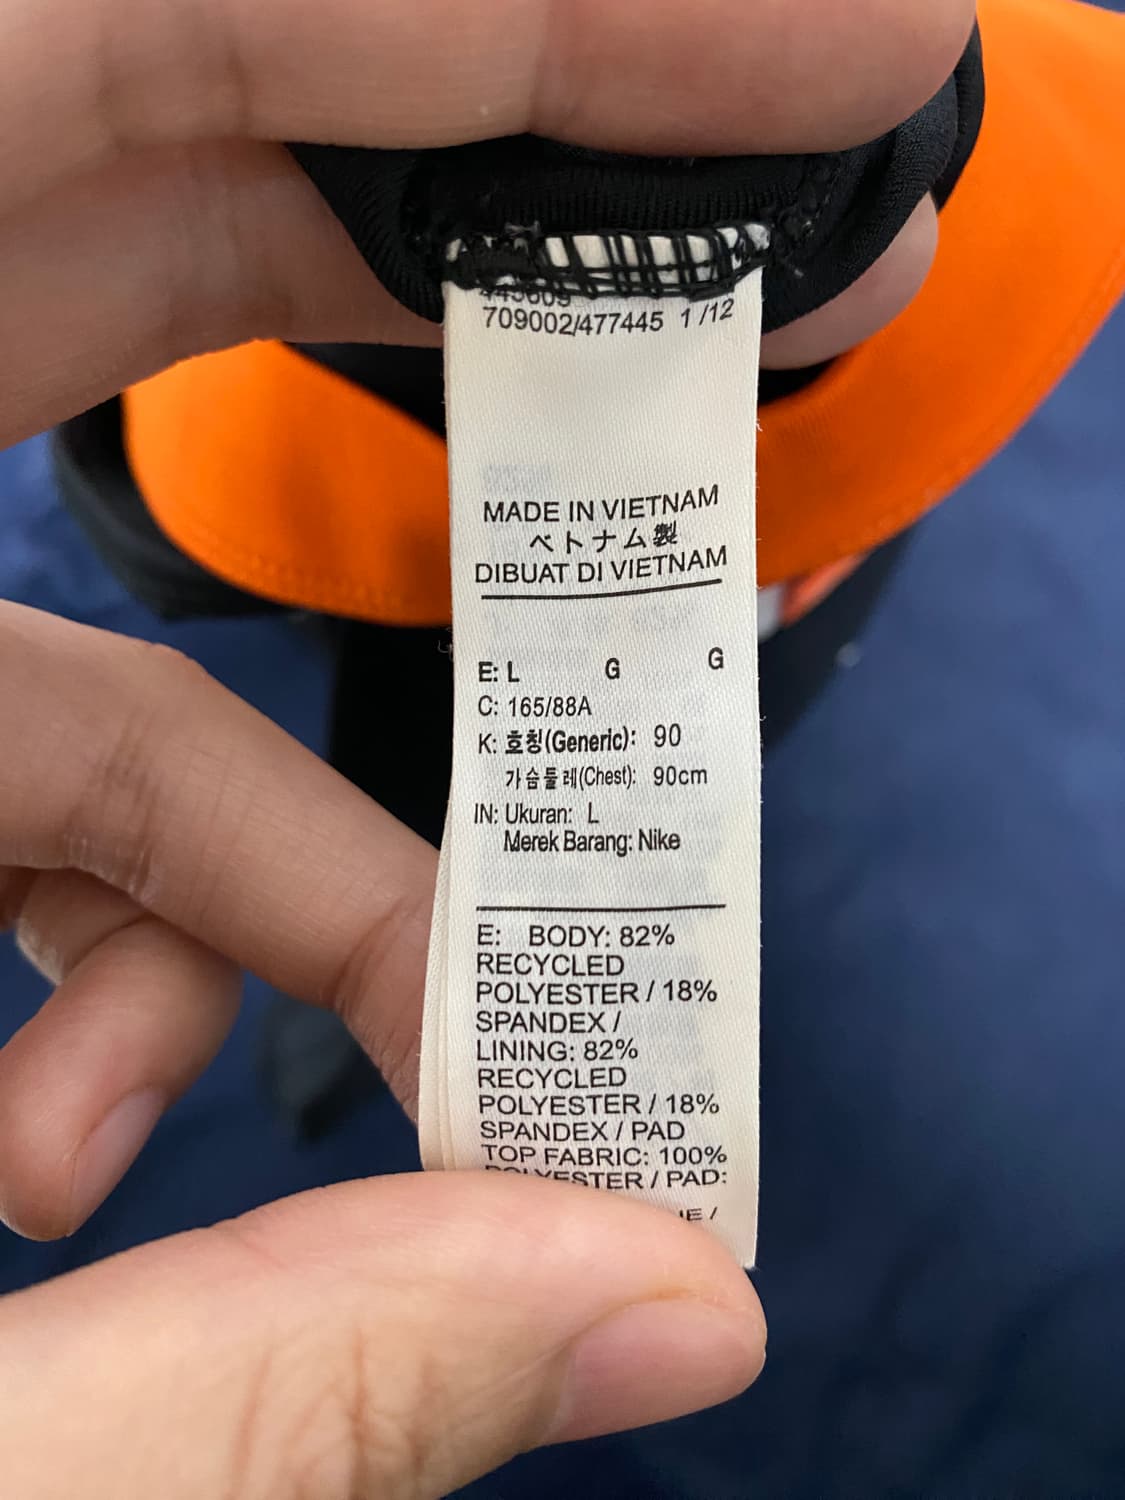 445609
709002/477445 1/12
MADE IN VIETNAM
ベトナム製
DIBUAT DI VIETNAM
E: L G G
C: 165/88A
K: 호칭(Generic): 90
가슴둘레(Chest): 90cm
IN: Ukuran: L
Merek Barang: Nike
E: BODY: 82%
RECYCLED
POLYESTER / 18%
SPANDEX /
LINING: 82%
RECYCLED
POLYESTER / 18%
SPANDEX / PAD
TOP FABRIC: 100%
POLYESTER / PAD: